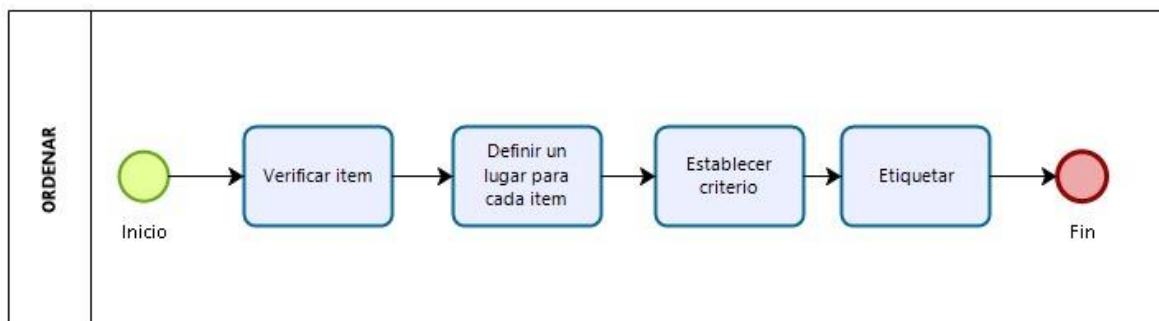 ORDENAR
Inicio
Verificar item
Definir un
lugar para
cada item
Establecer
criterio
Etiquetar
Fin